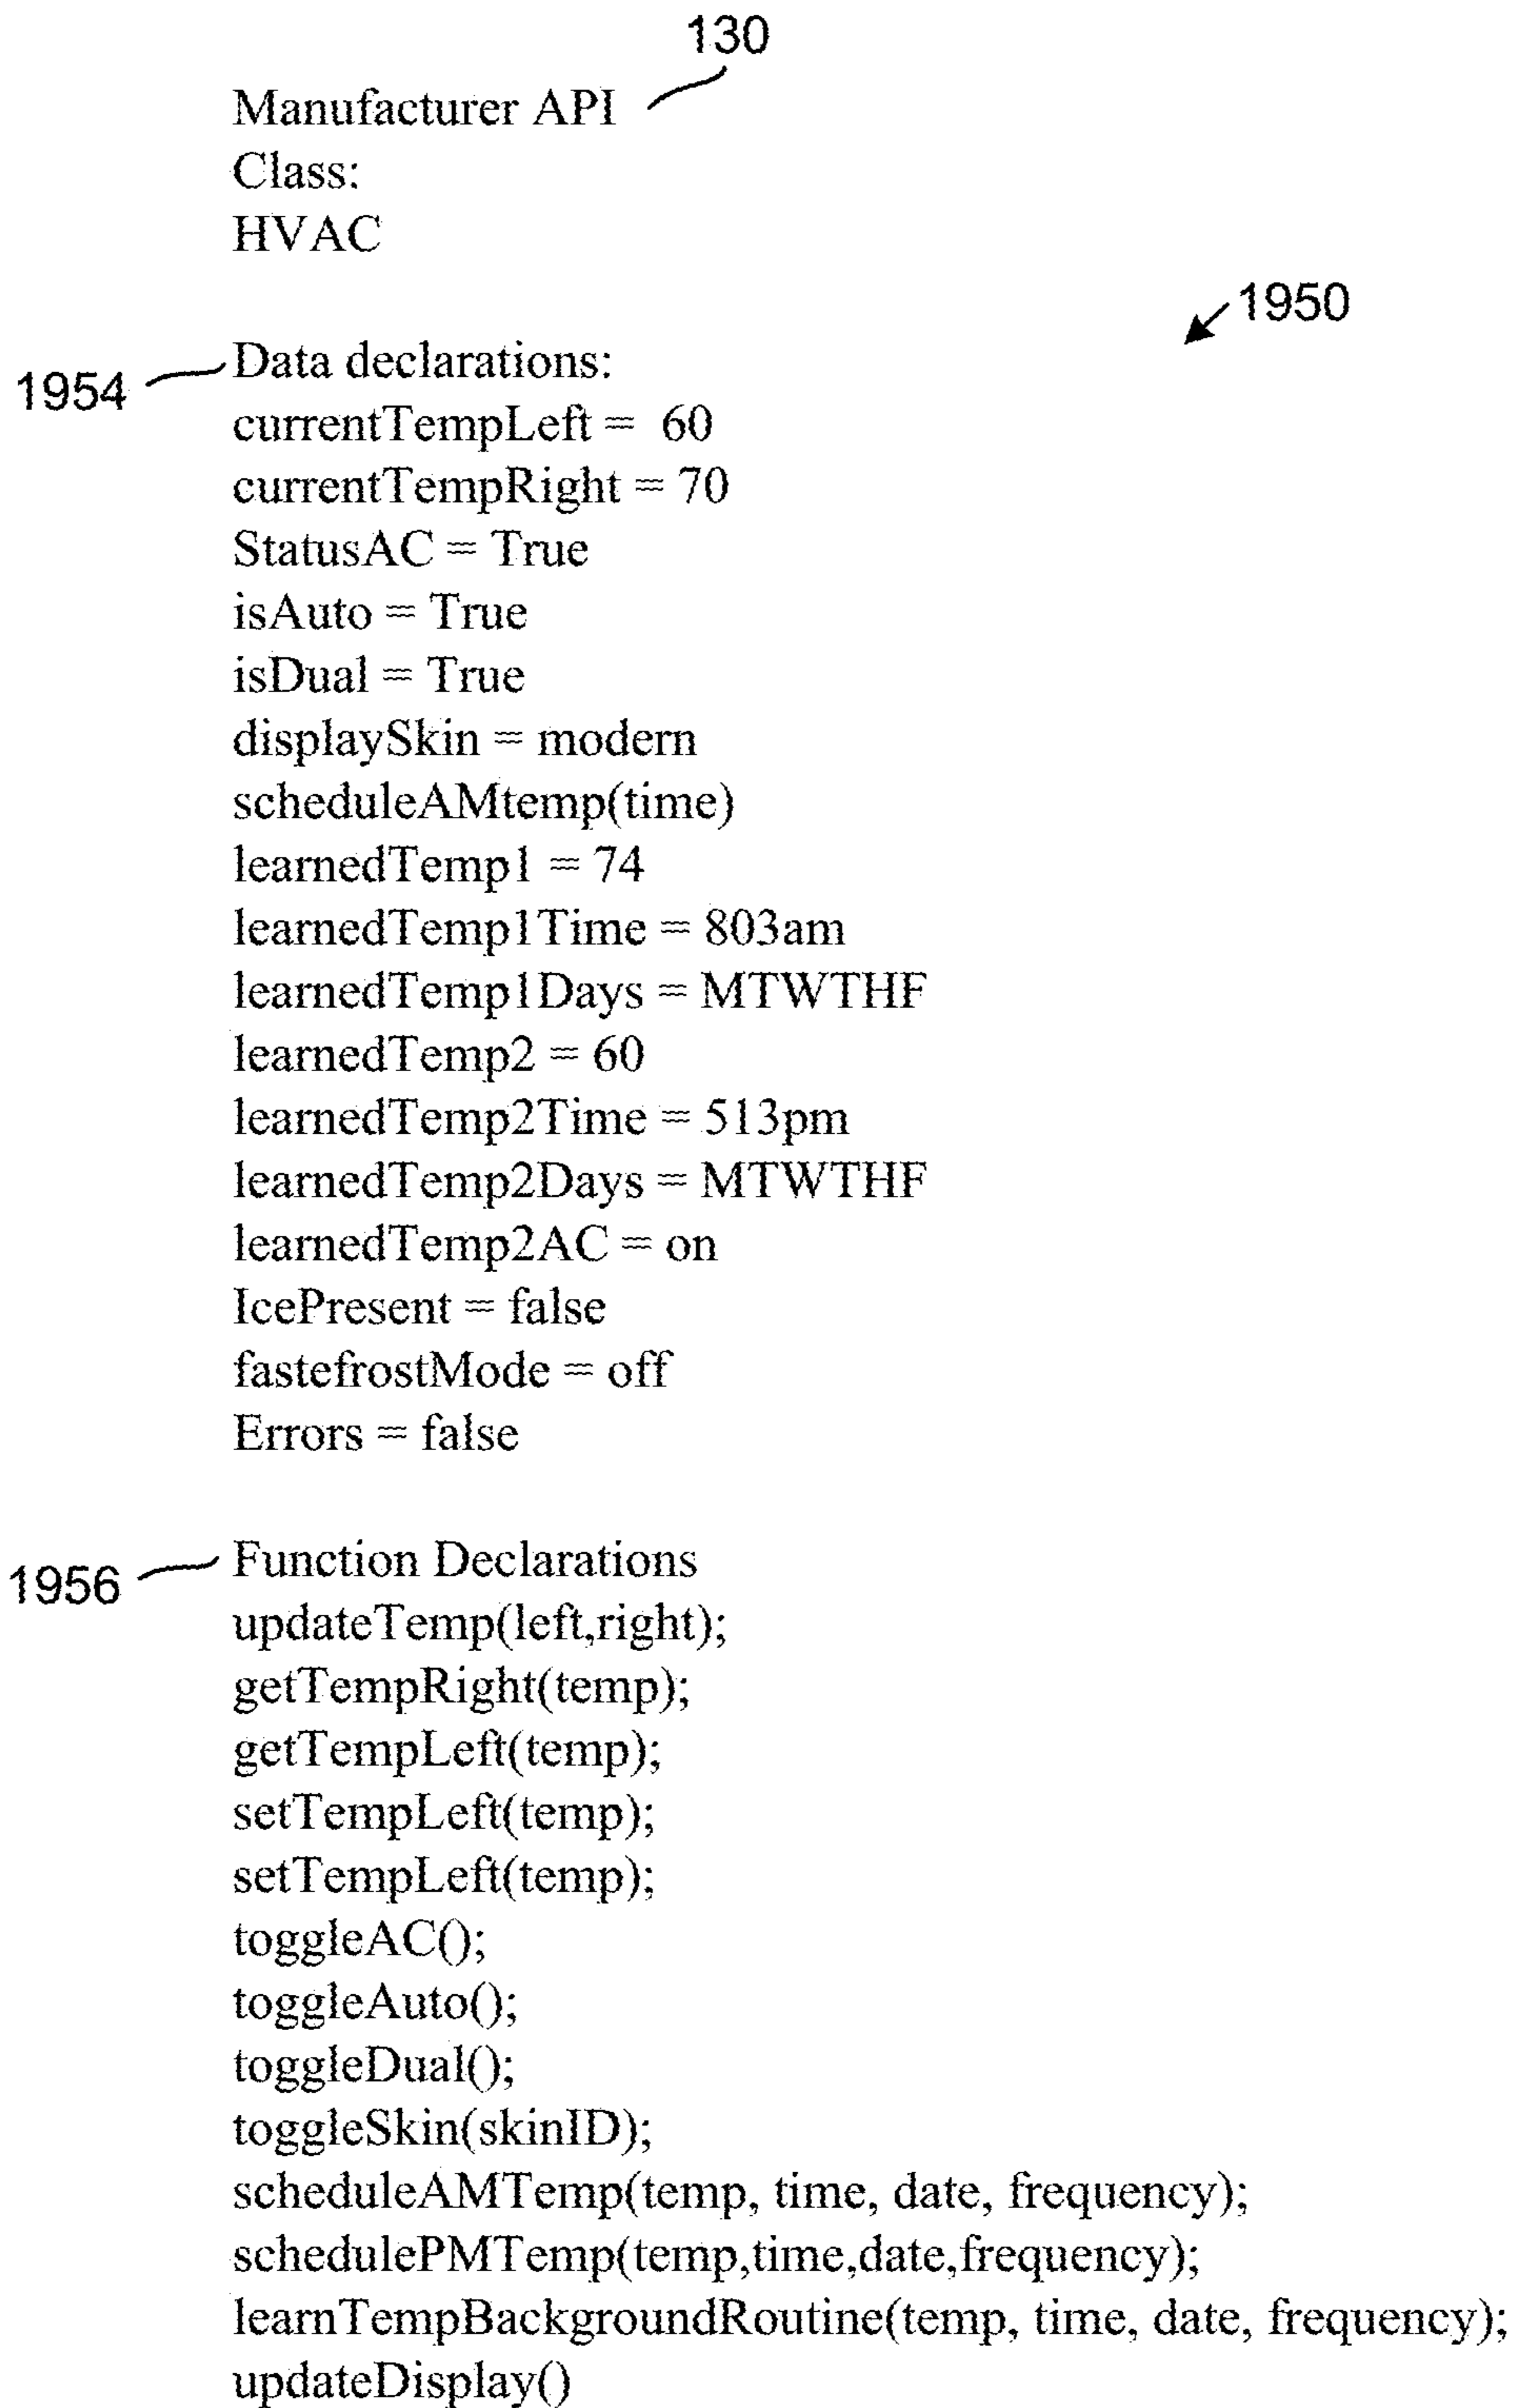 130
Manufacturer API
Class:
HVAC
1950
1954
Data declarations:
currentTempLeft = 60
currentTempRight = 70
StatusAC = True
isAuto = True
isDual = True
displaySkin = modern
scheduleAMtemp(time)
learnedTemp1 = 74
learnedTemp1Time = 803am
learnedTemp1Days = MTWTHF
learnedTemp2 = 60
learnedTemp2Time = 513pm
learnedTemp2Days = MTWTHF
learnedTemp2AC = on
IcePresent = false
fastefrostMode = off
Errors = false
1956
Function Declarations
updateTemp(left,right);
getTempRight(temp);
getTempLeft(temp);
setTempLeft(temp);
setTempLeft(temp);
toggleAC();
toggleAuto();
toggleDual();
toggleSkin(skinID);
scheduleAMTemp(temp, time, date, frequency);
schedulePMTemp(temp,time,date,frequency);
learnTempBackgroundRoutine(temp, time, date, frequency);
updateDisplay()